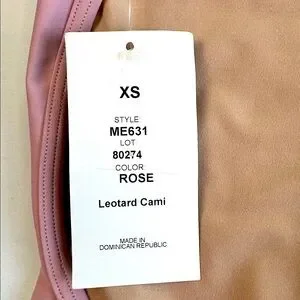 XS
STYLE
ME631
LOT
80274
COLOR
ROSE
Leotard Cami
MADE IN
DOMINICAN REPUBLIC